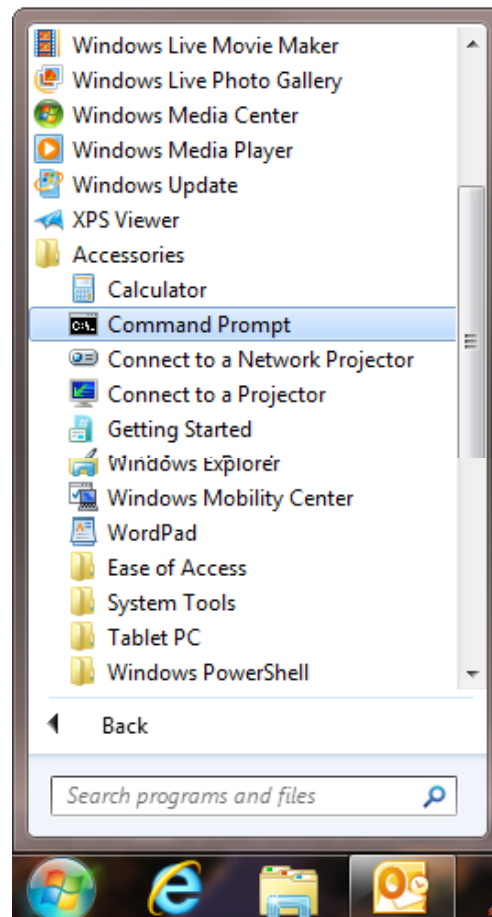 Windows Live Movie Maker
Windows Live Photo Gallery
Windows Media Center
Windows Media Player
Windows Update
XPS Viewer
Accessories
Calculator
Command Prompt
Connect to a Network Projector
Connect to a Projector
Getting Started
Windows Explorer
Windows Mobility Center
WordPad
Ease of Access
System Tools
Tablet PC
Windows PowerShell
Back
Search programs and files